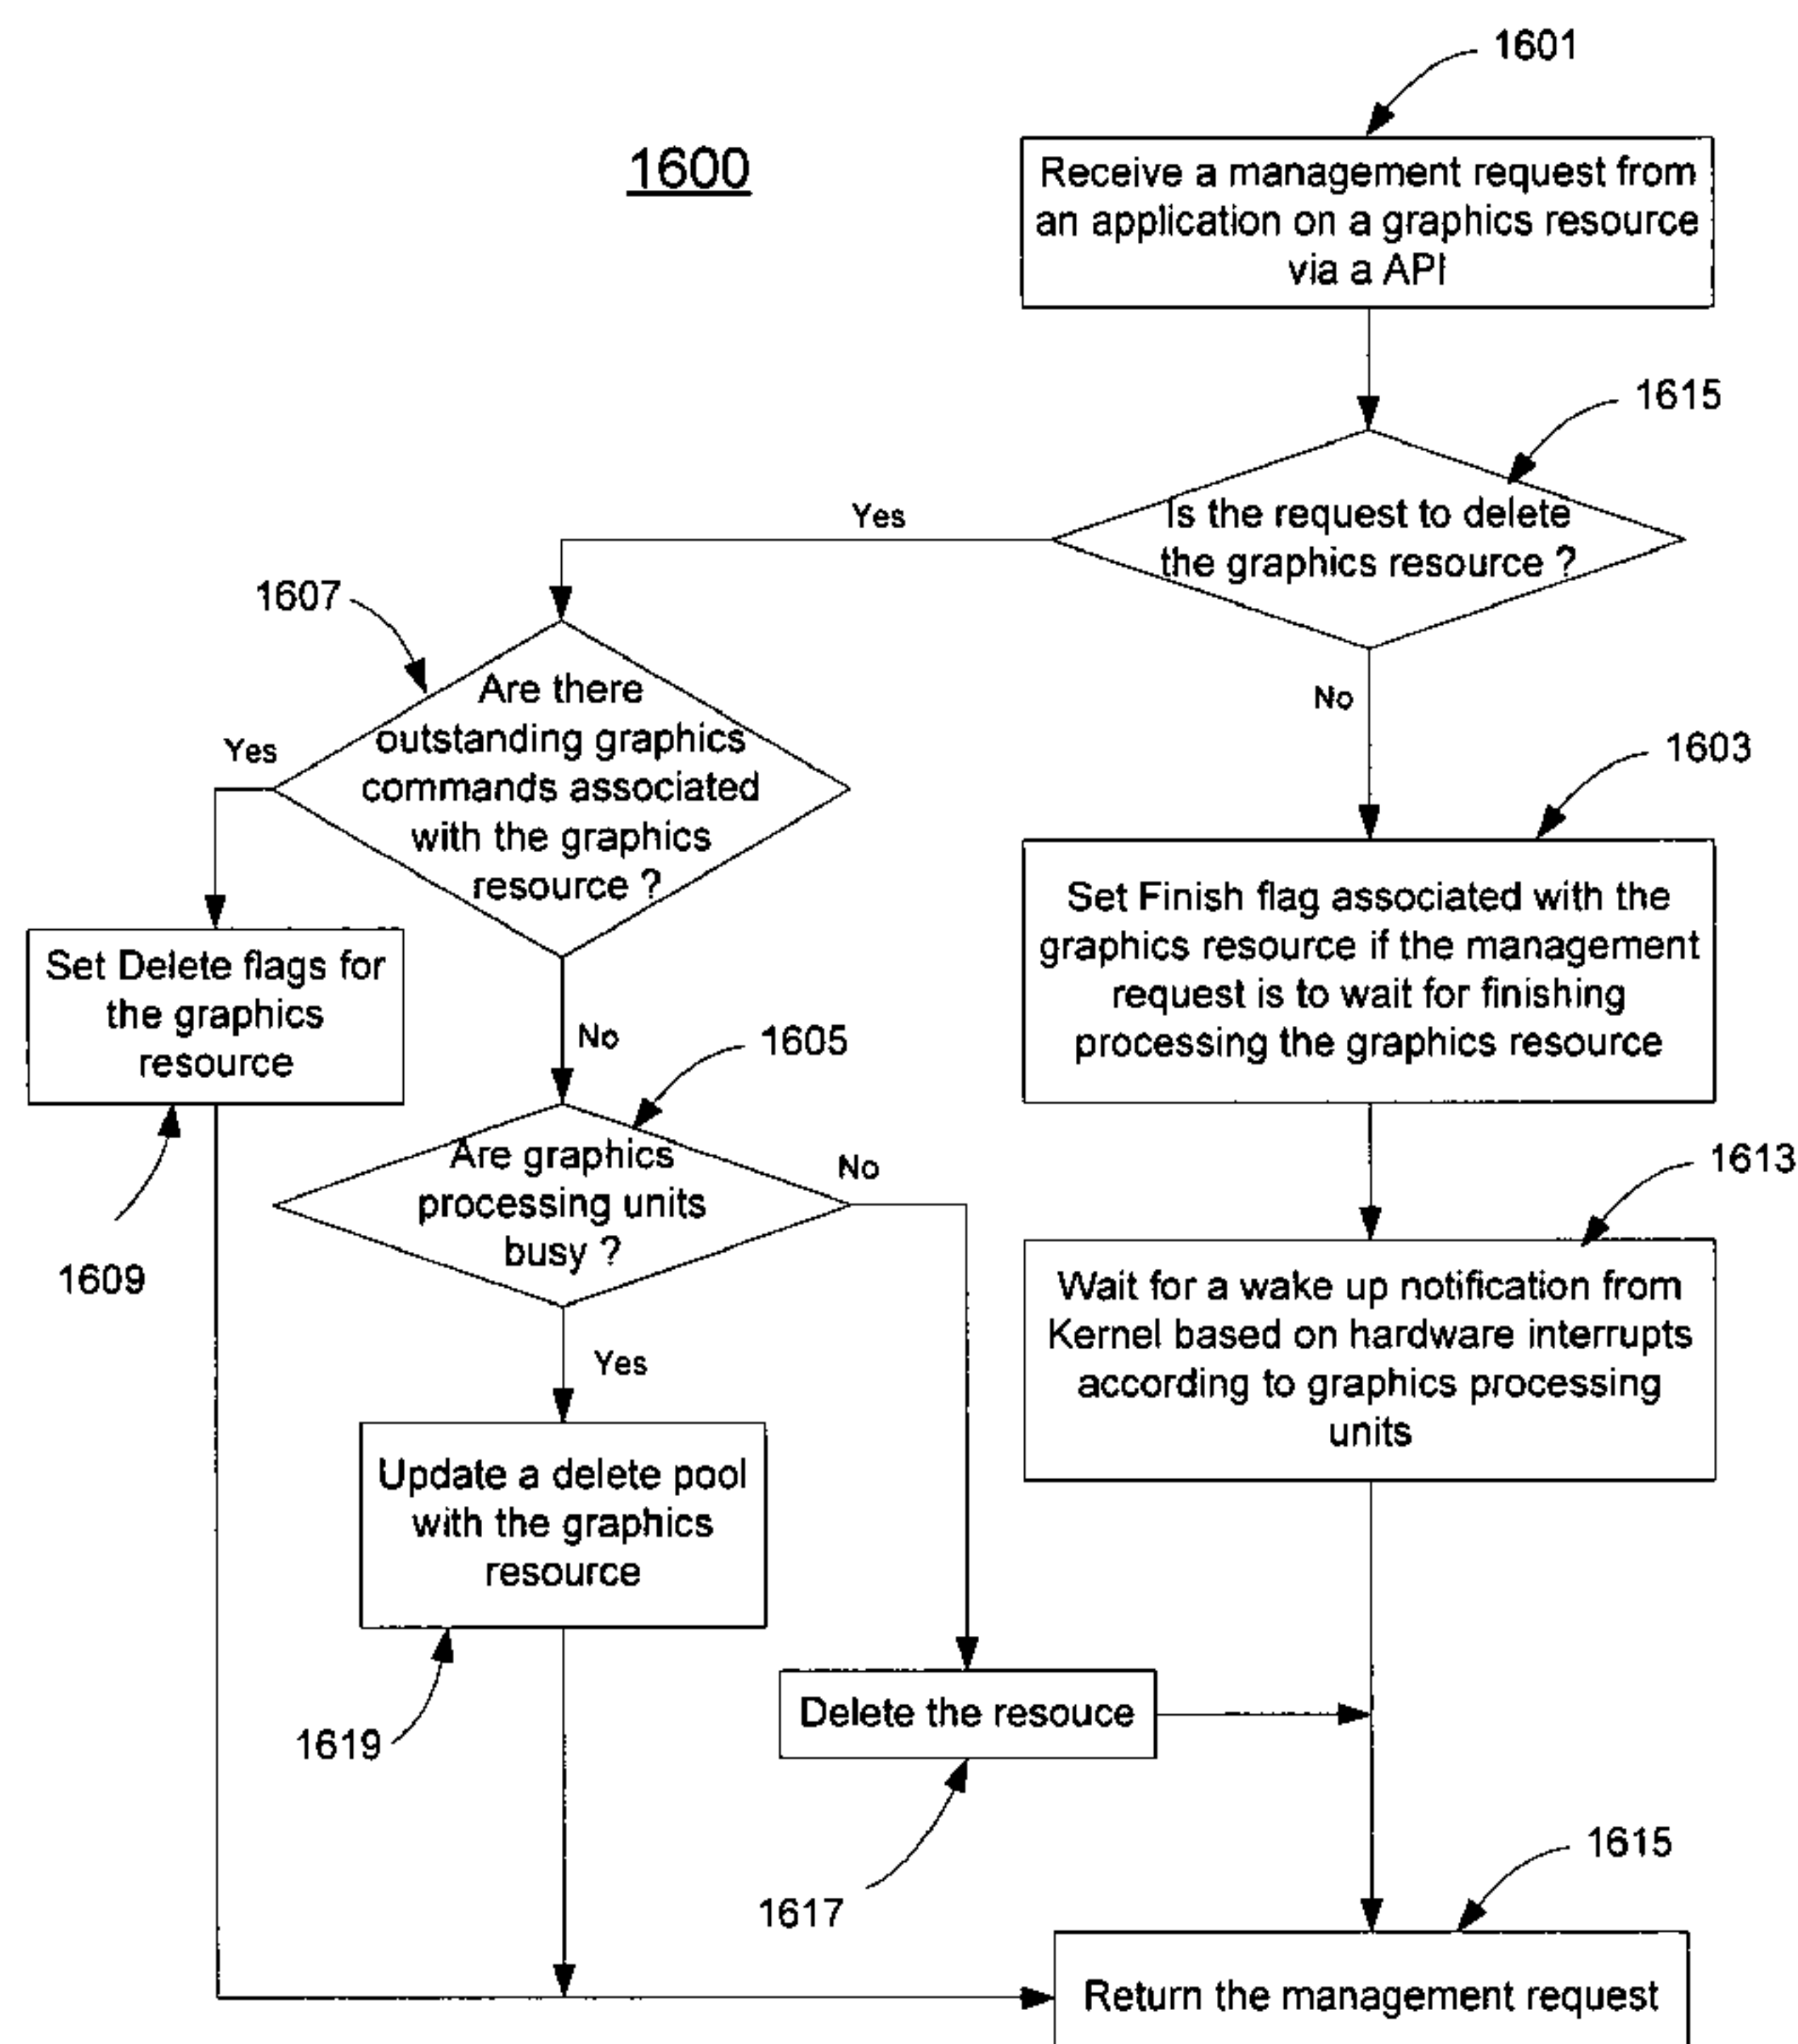 1600
1601
Receive a management request from
an application on a graphics resource
via a API
1615
Is the request to delete
the graphics resource ?
Yes
No
1607
Are there
outstanding graphics
commands associated
with the graphics
resource ?
Yes
No
1603
Set Finish flag associated with the
graphics resource if the management
request is to wait for finishing
processing the graphics resource
Set Delete flags for
the graphics
resource
1609
1605
Are graphics
processing units
busy ?
No
Yes
1613
Wait for a wake up notification from
Kernel based on hardware interrupts
according to graphics processing
units
Update a delete pool
with the graphics
resource
1619
Delete the resouce
1617
1615
Return the management request